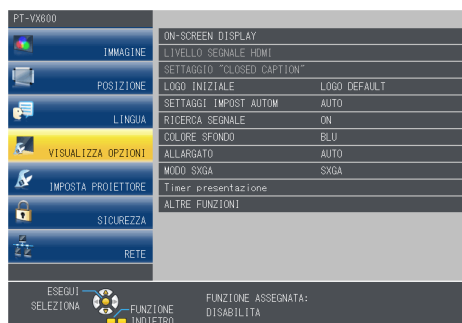 PT-VX600
IMMAGINE
POSIZIONE
LINGUA
VISUALIZZA OPZIONI
IMPOSTA PROIETTORE
SICUREZZA
RETE
ON-SCREEN DISPLAY
LIVELLO SEGNALE HDMI
SETTAGGIO "CLOSED CAPTION"
LOGO INIZIALE LOGO DEFAULT
SETTAGGI IMPOST AUTOM AUTO
RICERCA SEGNALE ON
COLORE SFONDO BLU
ALLARGATO AUTO
MODO SXGA SXGA
Timer presentazione
ALTRE FUNZIONI
ESEGUI
SELEZIONA
FUNZIONE
INDIETRO
FUNZIONE ASSEGNATA:
DISABILITA